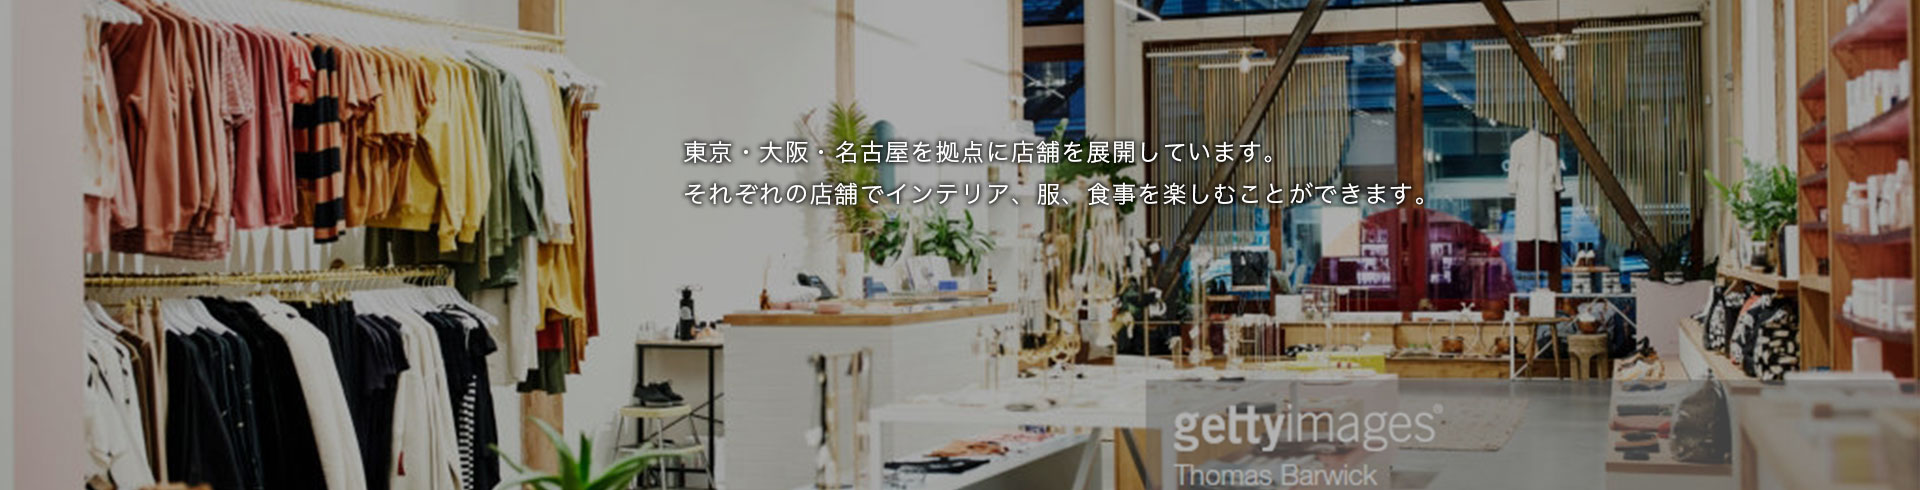 東京・大阪・名古屋を拠点に店舗を展開しています。
それぞれの店舗でインテリア、服、食事を楽しむことができます。
gettyimages®
Thomas Barwick